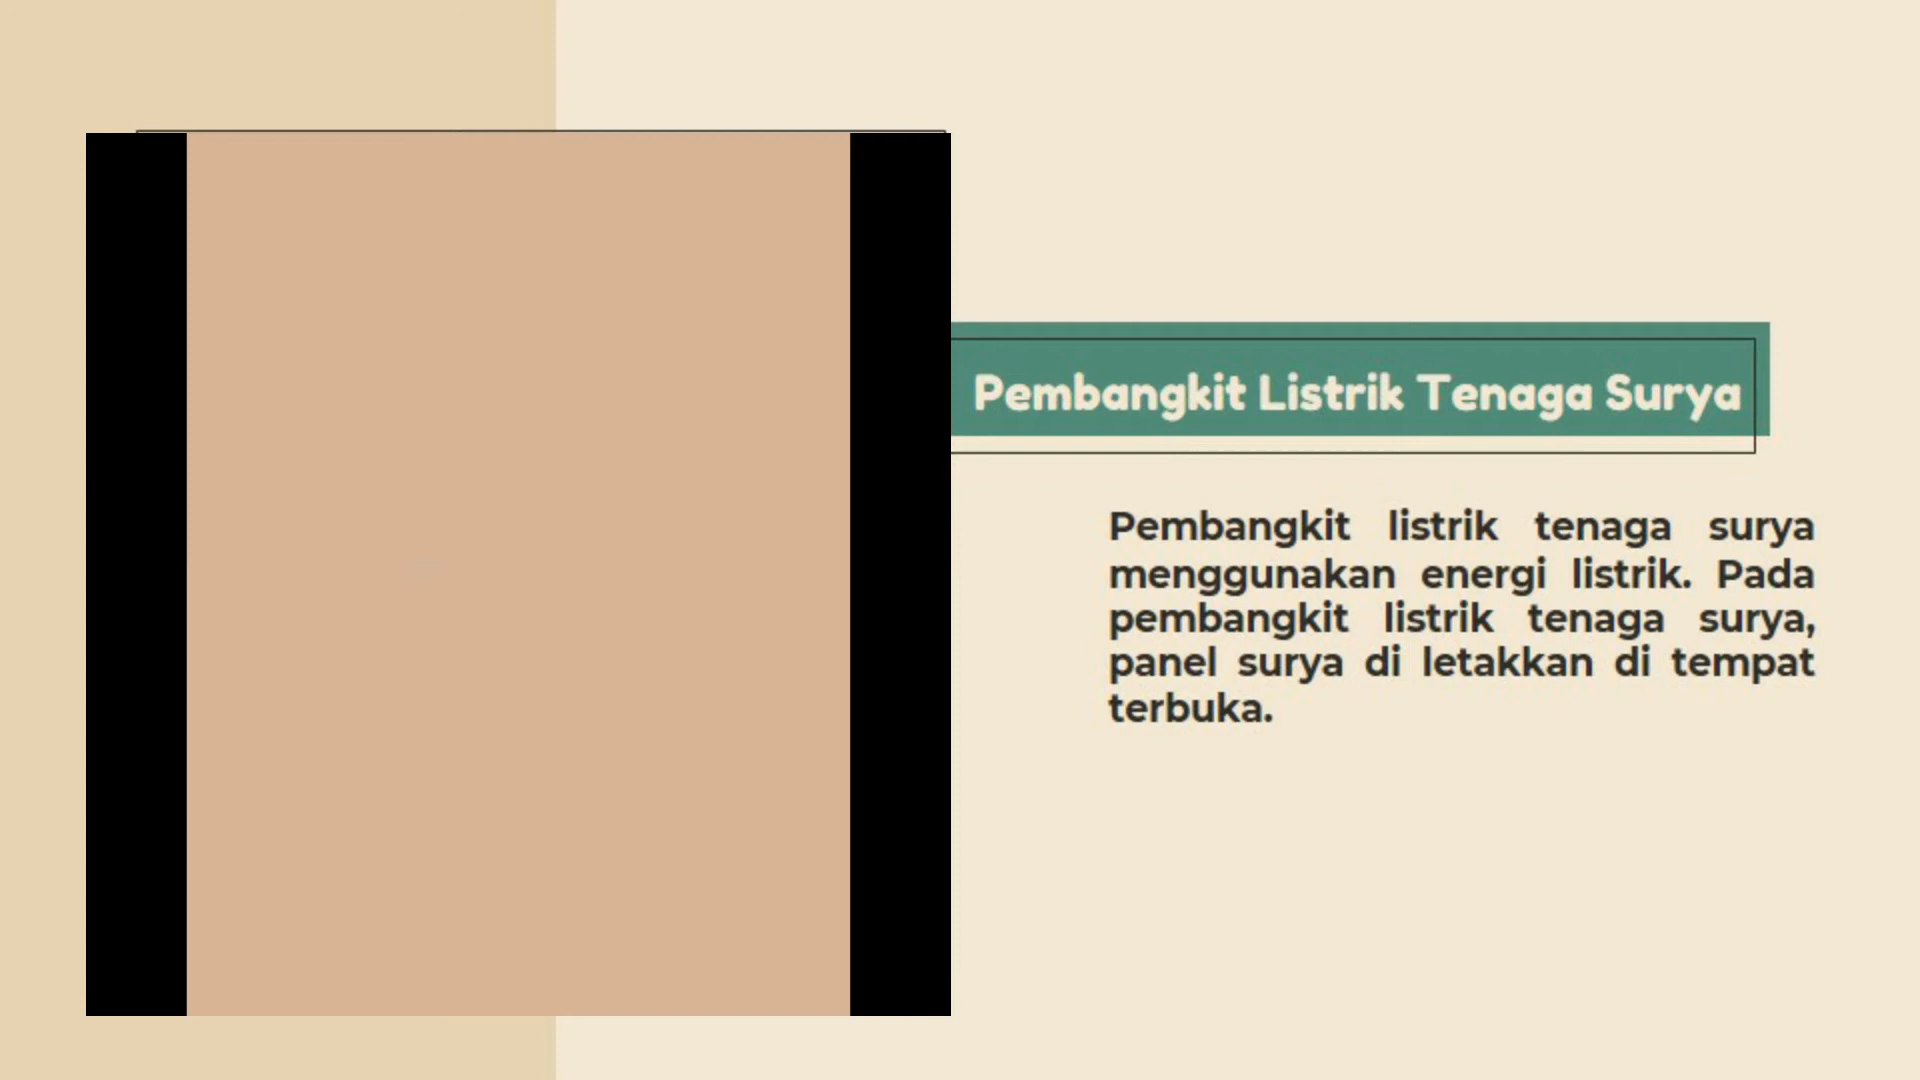 Pembangkit Listrik Tenaga Surya
Pembangkit listrik tenaga surya
menggunakan energi listrik. Pada
pembangkit listrik tenaga surya,
panel surya di letakkan di tempat
terbuka.